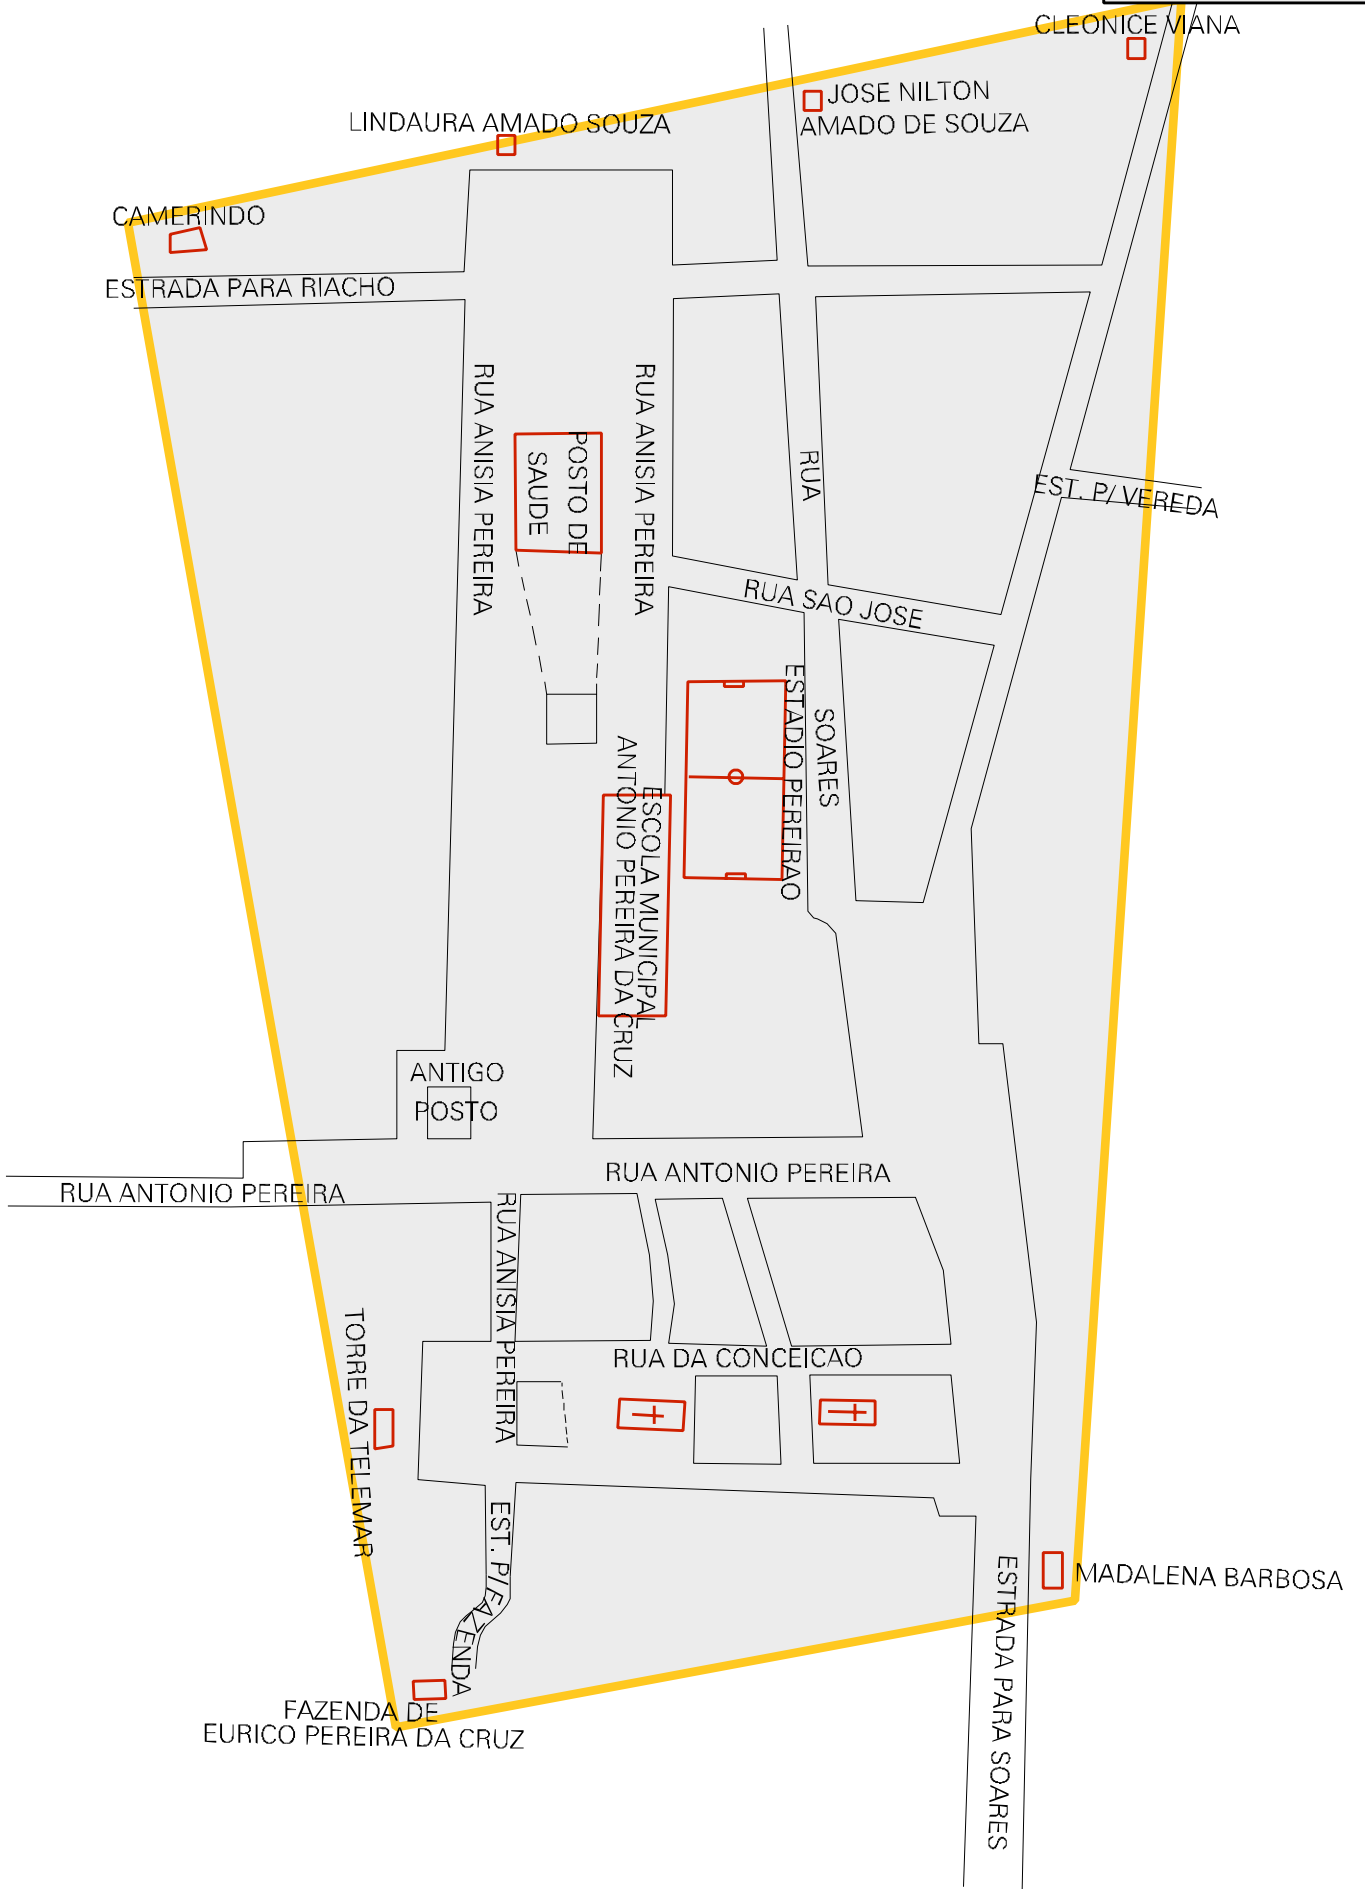 CLEONICE VIANA
JOSE NILTON
AMADO DE SOUZA
LINDAURA AMADO SOUZA
CAMERINDO
ESTRADA PARA RIACHO
RUA ANISIA PEREIRA
POSTO DE
SAUDE
RUA ANISIA PEREIRA
RUA
SOARES
EST. P/ VEREDA
RUA SAO JOSE
ESTADIO PEREIRAO
ESCOLA MUNICIPAL
ANTONIO PEREIRA DA CRUZ
ANTIGO
POSTO
RUA ANTONIO PEREIRA
RUA ANTONIO PEREIRA
RUA ANISIA PEREIRA
RUA DA CONCEICAO
TORRE DA TELEMAR
EST. P/FAZENDA
MADALENA BARBOSA
ESTRADA PARA SOARES
FAZENDA DE
EURICO PEREIRA DA CRUZ